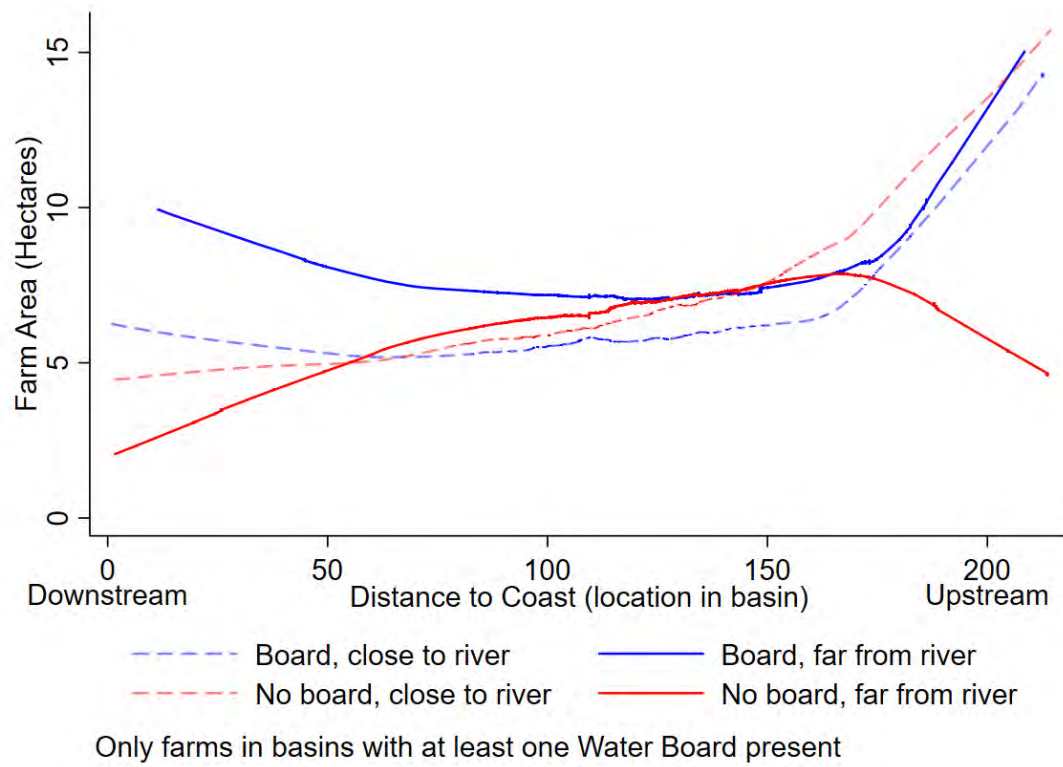 15
10
5
0
Farm Area (Hectares)
0 50 100 150 200
Downstream Distance to Coast (location in basin) Upstream
Board, close to river Board, far from river
No board, close to river No board, far from river
Only farms in basins with at least one Water Board present